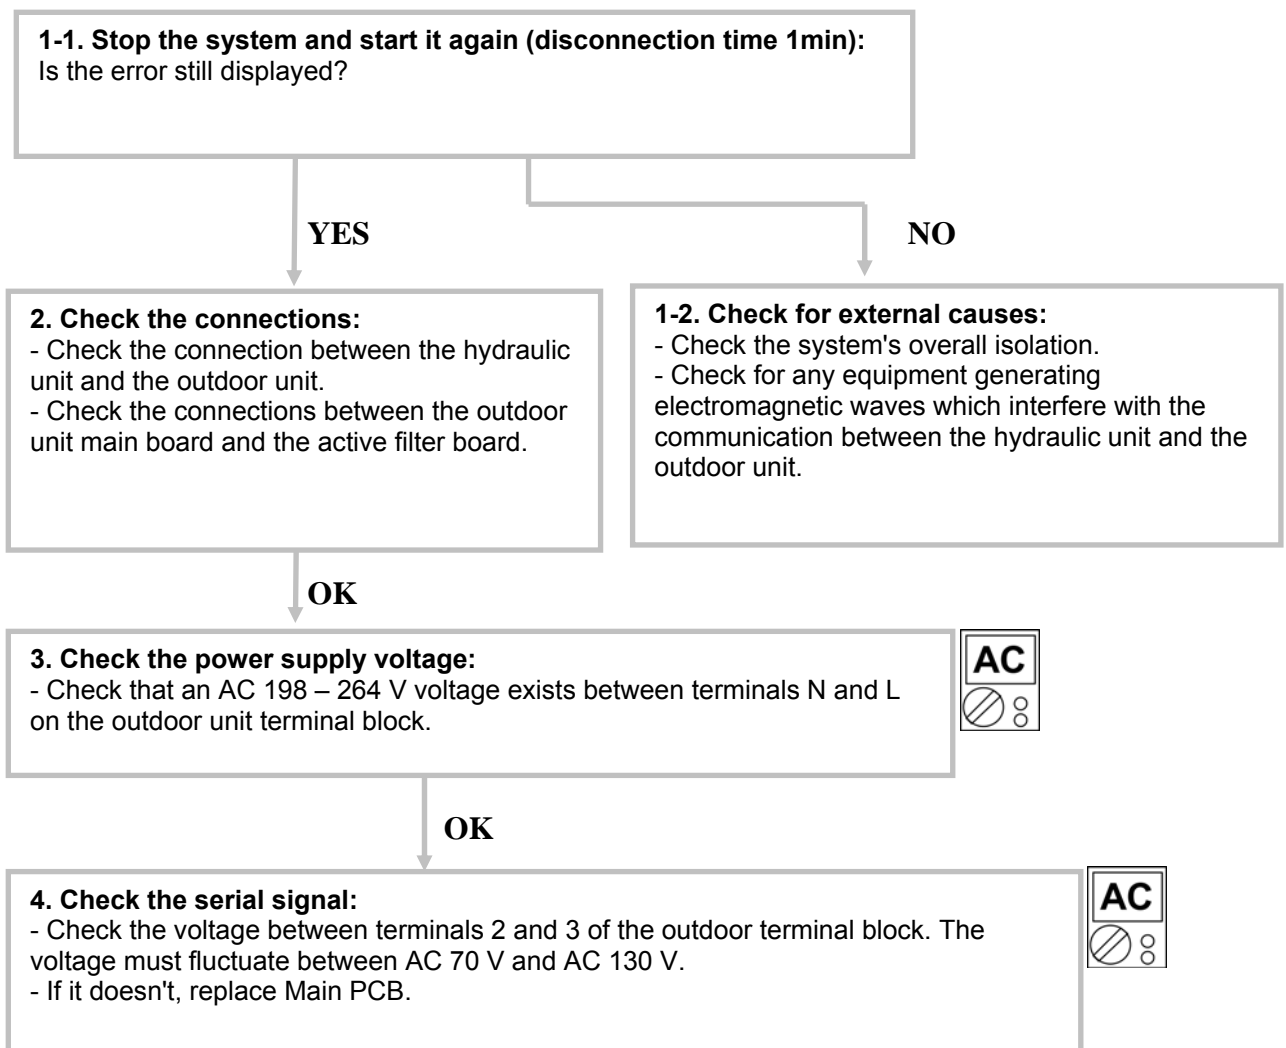 1-1. Stop the system and start it again (disconnection time 1min):
Is the error still displayed?
YES
NO
2. Check the connections:
- Check the connection between the hydraulic
unit and the outdoor unit.
- Check the connections between the outdoor
unit main board and the active filter board.
1-2. Check for external causes:
- Check the system's overall isolation.
- Check for any equipment generating
electromagnetic waves which interfere with the
communication between the hydraulic unit and the
outdoor unit.
OK
3. Check the power supply voltage:
- Check that an AC 198 – 264 V voltage exists between terminals N and L
on the outdoor unit terminal block.
AC
OK
4. Check the serial signal:
- Check the voltage between terminals 2 and 3 of the outdoor terminal block. The
voltage must fluctuate between AC 70 V and AC 130 V.
- If it doesn't, replace Main PCB.
AC